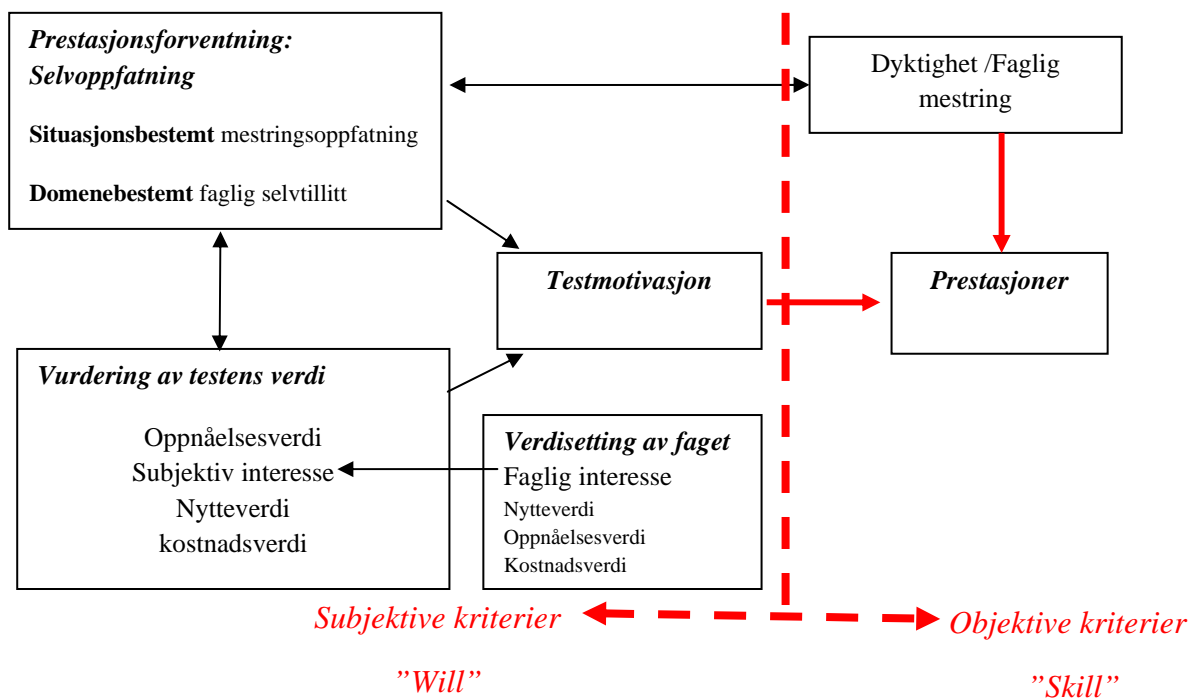 Prestasjonsforventning:
Selvoppfatning
Situasjonsbestemt mestringsoppfatning
Domenebestemt faglig selvtillitt
Dyktighet /Faglig
mestring
Testmotivasjon
Prestasjoner
Vurdering av testens verdi
Oppnåelsesverdi
Subjektiv interesse
Nytteverdi
kostnadsverdi
Verdisetting av faget
Faglig interesse
Nytteverdi
Oppnåelsesverdi
Kostnadsverdi
Subjektive kriterier
Objektive kriterier
”Will”
”Skill”